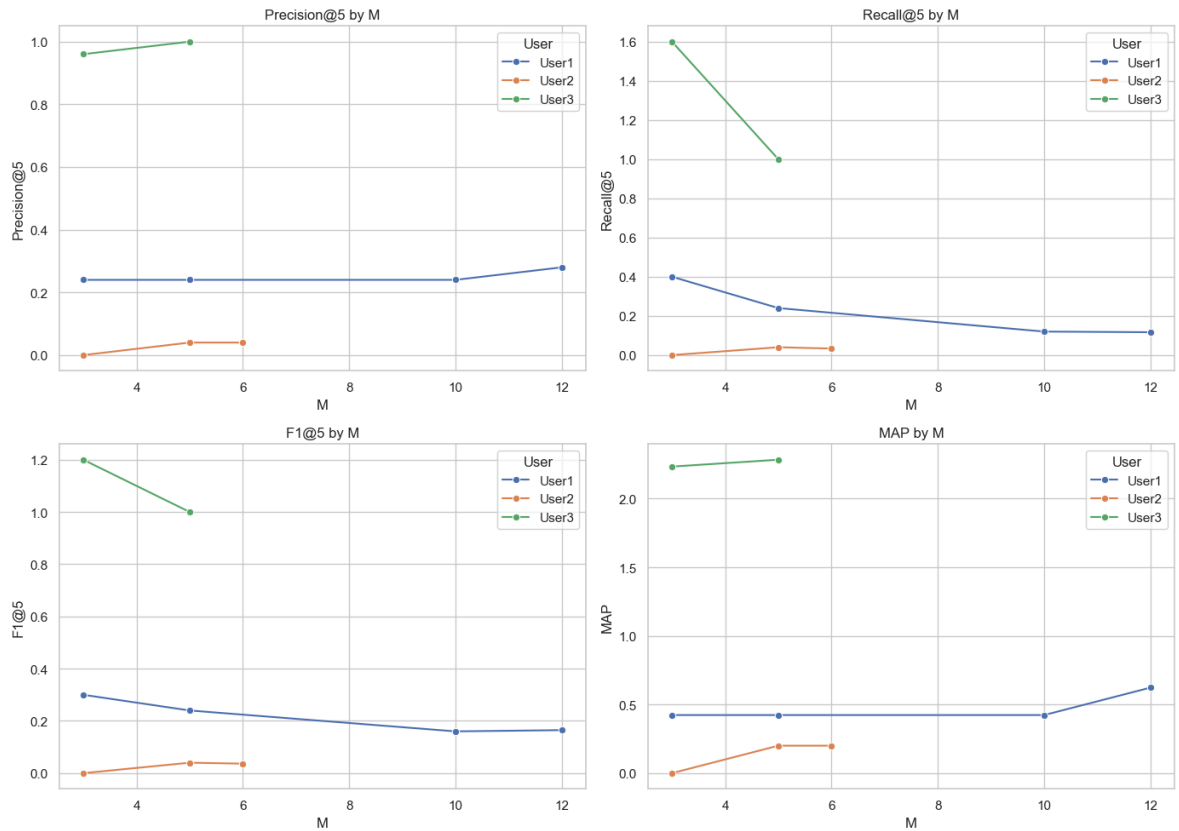 Precision@5 by M
1.0
0.8
0.6
0.4
0.2
0.0
Precision@5
4
6
8
10
12
M
User
User1
User2
User3
Recall@5 by M
1.6
1.4
1.2
1.0
0.8
0.6
0.4
0.2
0.0
Recall@5
4
6
8
10
12
M
User
User1
User2
User3
F1@5 by M
1.2
1.0
0.8
0.6
0.4
0.2
0.0
F1@5
4
6
8
10
12
M
User
User1
User2
User3
MAP by M
2.0
1.5
1.0
0.5
0.0
MAP
4
6
8
10
12
M
User
User1
User2
User3